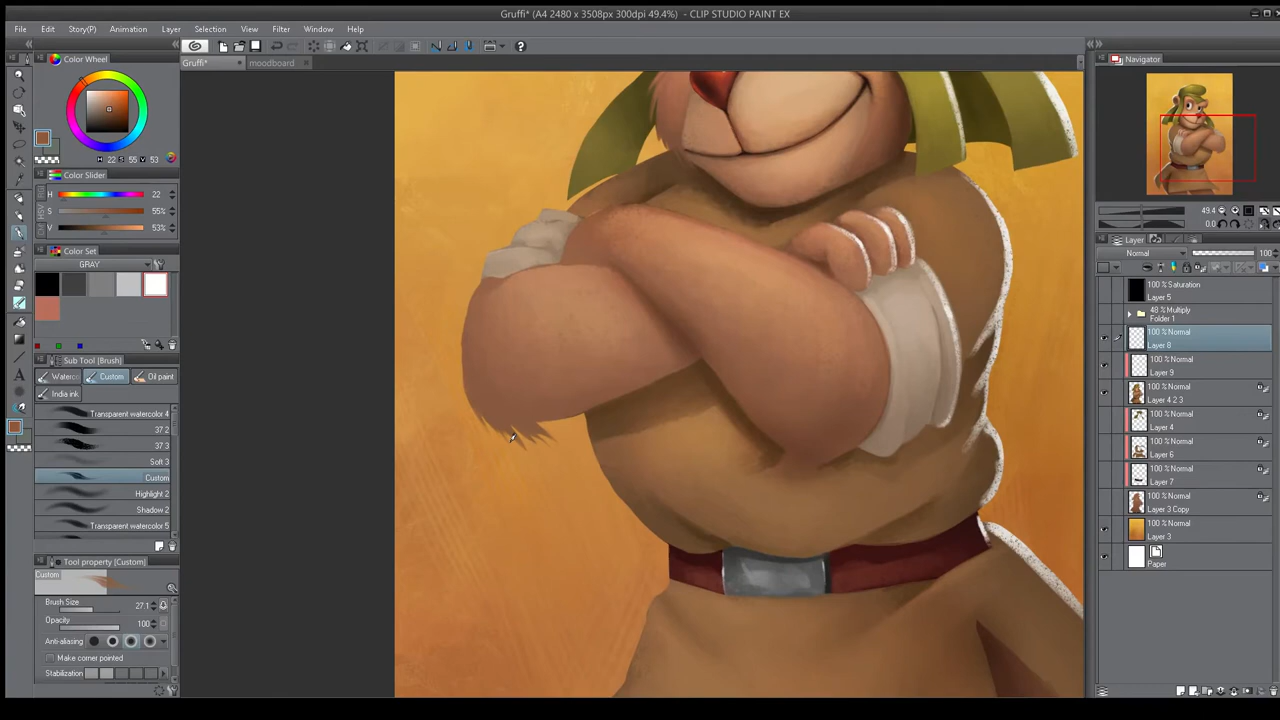 Gruffi* (A4 2480 x 3508px 300dpi 49.4%) - CLIP STUDIO PAINT EX
File Edit View Story(P) Animation Layer Selection View Filter Window Help
Gruffi* moodboard
Color Wheel
H 22 S 55 V 53
Color Slider
H 22
S 55%
V 53%
Color Set
GRAY
Sub Tool [Brush]
Waterco Custom Oil paint
India ink
Transparent watercolor 4
37 2
37 3
Soft 3
Custom
Highlight 2
Shadow 2
Transparent watercolor 5
Tool property [Custom]
Custom
Brush Size 27.1
Opacity 100
Anti-aliasing
Make corner pointed
Stabilization
Navigator
49.4
0.0
Layer
Normal 100
100 % Saturation
Layer 5
48 % Multiply
Folder 1
100 % Normal
Layer 8
100 % Normal
Layer 9
100 % Normal
Layer 4 2 3
100 % Normal
Layer 4
100 % Normal
Layer 6
100 % Normal
Layer 7
100 % Normal
Layer 3 Copy
100 % Normal
Layer 3
Paper